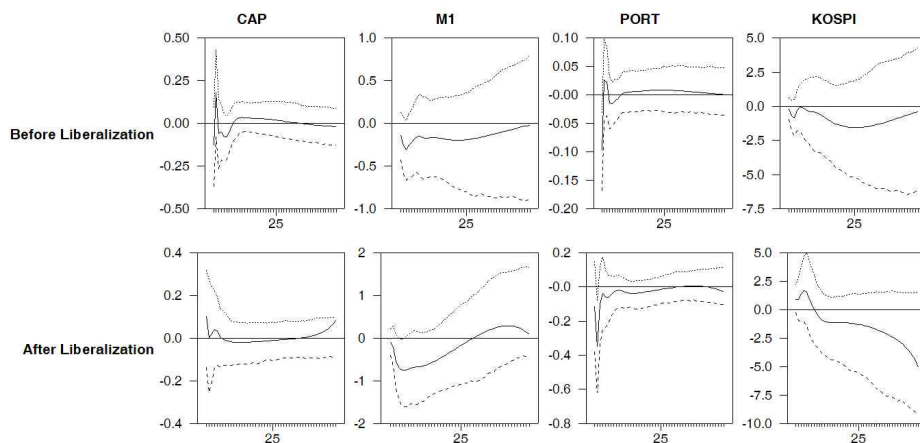 CAP M1 PORT KOSPI
Before Liberalization
0.50 0.25 0.00 -0.25 -0.50 25
1.0 0.5 0.0 -0.5 -1.0 25
0.10 0.05 -0.00 -0.05 -0.10 -0.15 0.20 25
5.0 2.5 0.0 -2.5 -5.0 -7.5 25
After Liberalization
0.4 0.2 0.0 -0.2 -0.4 25
2 1 0 -1 -2 25
0.2 -0.0 -0.2 -0.4 -0.6 -0.8 25
5.0 2.5 0.0 -2.5 -5.0 -7.5 -10.0 25